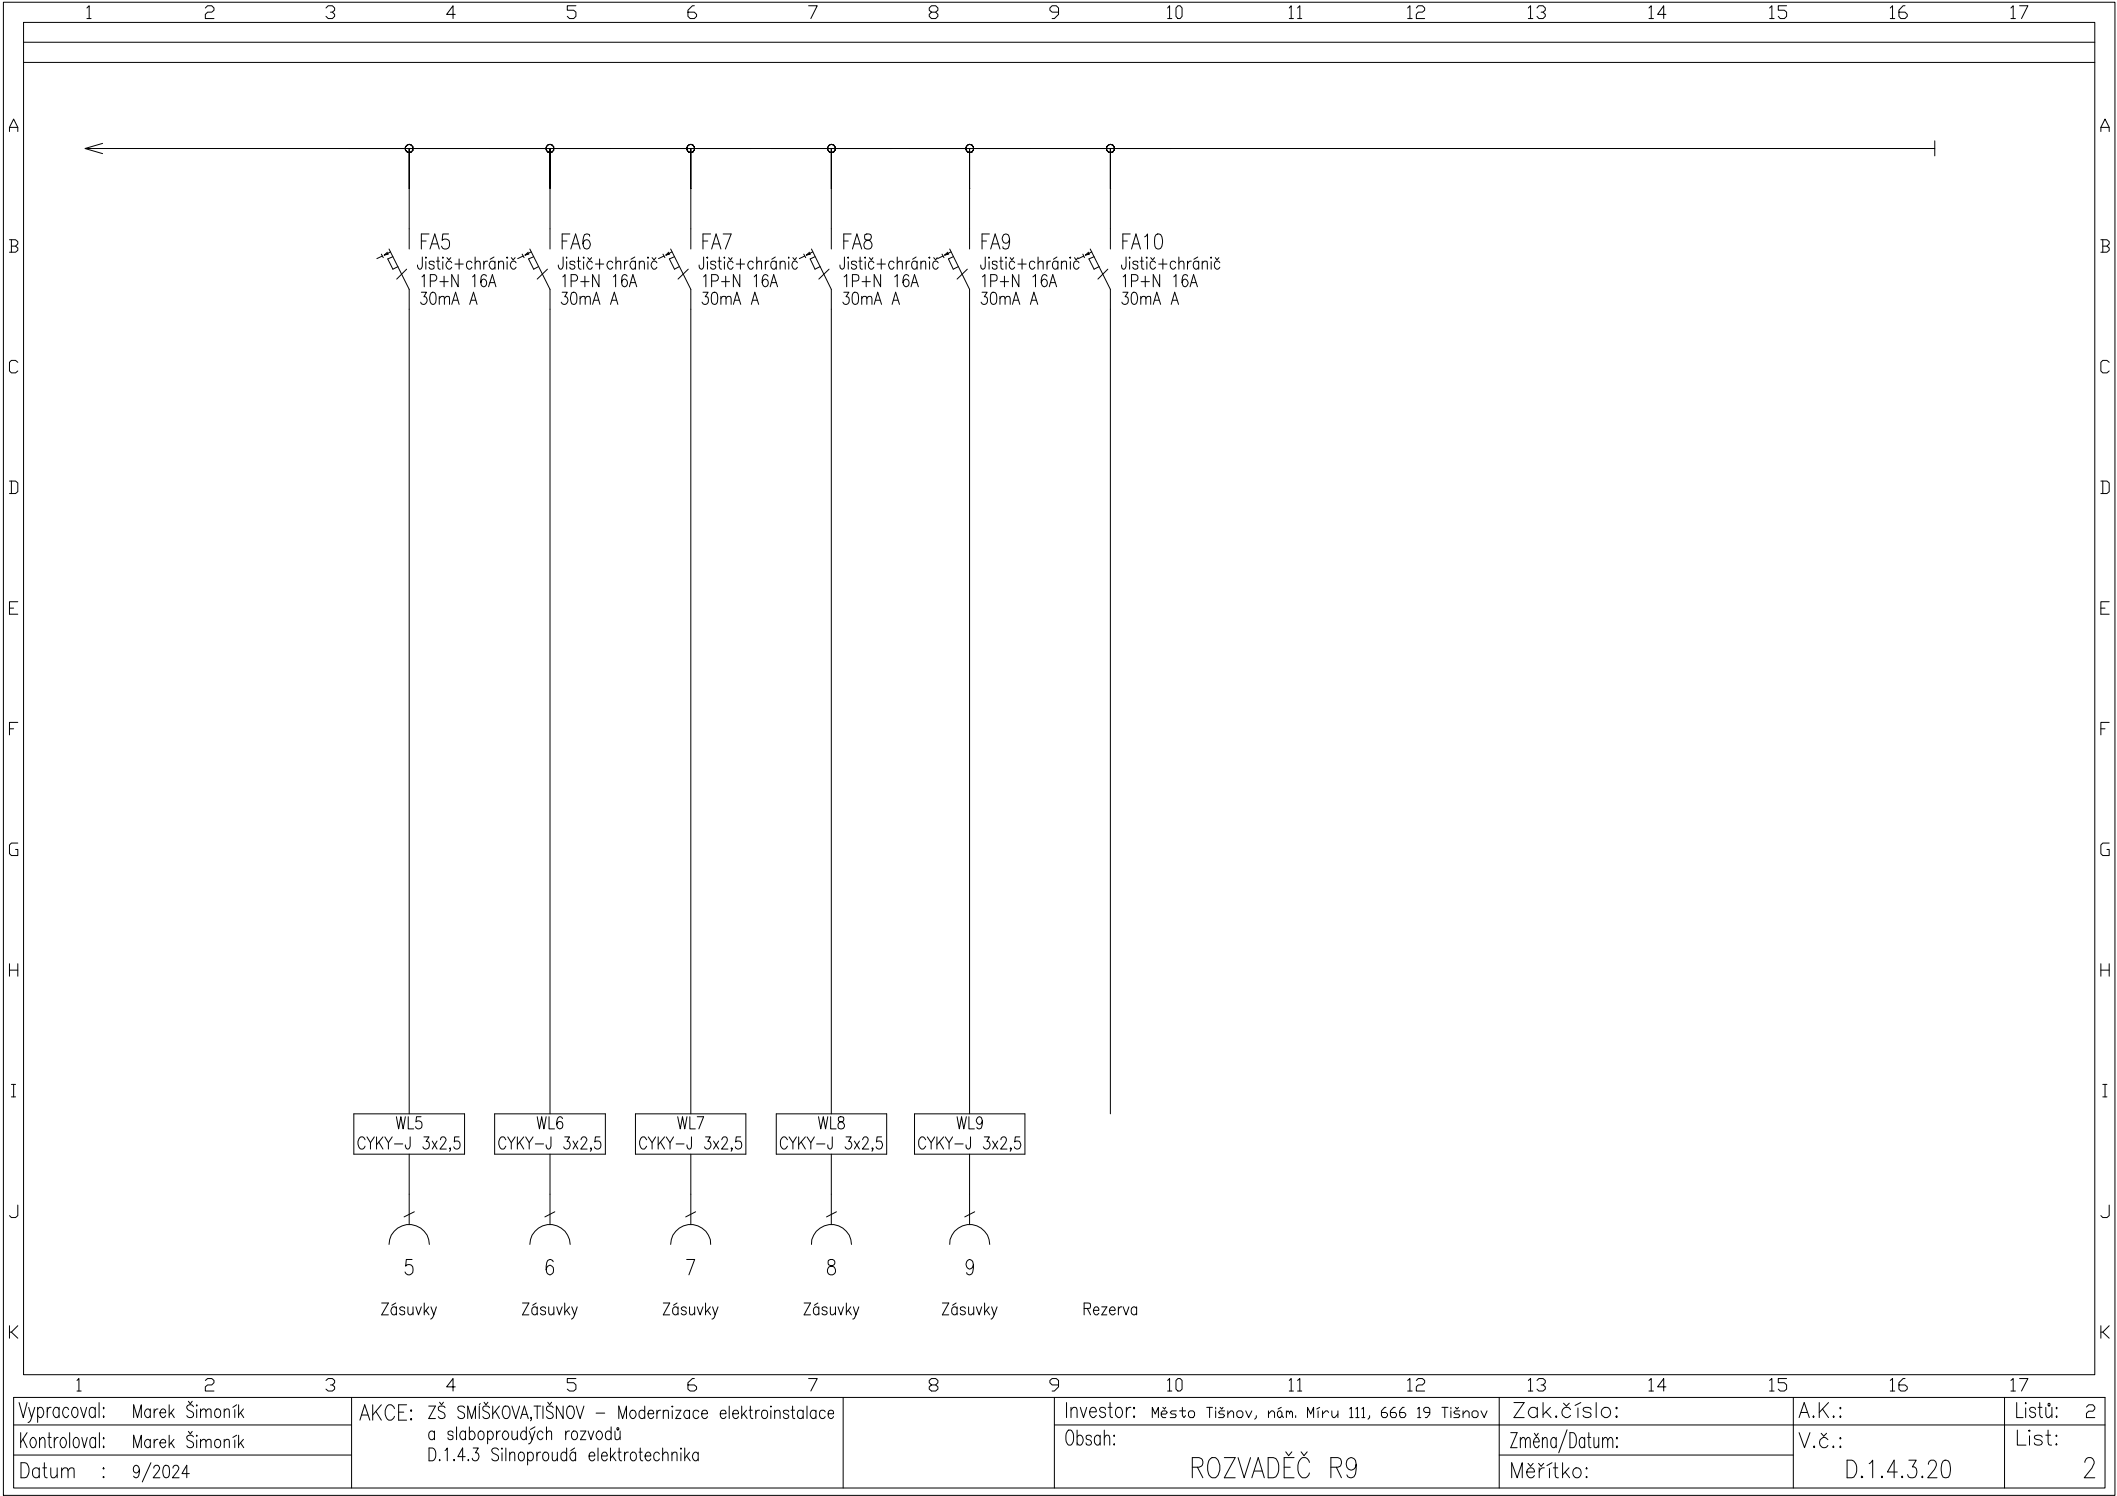 1 2 3 4 5 6 7 8 9 10 11 12 13 14 15 16 17
A A
B B
FA5
Jistič+chránič
1P+N 16A
30mA A
FA6
Jistič+chránič
1P+N 16A
30mA A
FA7
Jistič+chránič
1P+N 16A
30mA A
FA8
Jistič+chránič
1P+N 16A
30mA A
FA9
Jistič+chránič
1P+N 16A
30mA A
FA10
Jistič+chránič
1P+N 16A
30mA A
C C
D D
E E
F F
G G
H H
I I
WL5
CYKY-J 3x2,5
WL6
CYKY-J 3x2,5
WL7
CYKY-J 3x2,5
WL8
CYKY-J 3x2,5
WL9
CYKY-J 3x2,5
J J
5 6 7 8 9
Zásuvky Zásuvky Zásuvky Zásuvky Zásuvky Rezerva
K K
1 2 3 4 5 6 7 8 9 10 11 12 13 14 15 16 17
Vypracoval: Marek Šimoník
Kontroloval: Marek Šimoník
Datum : 9/2024
AKCE: ZŠ SMÍŠKOVA,TIŠNOV – Modernizace elektroinstalace
a slaboproudých rozvodů
D.1.4.3 Silnoproudá elektrotechnika
Investor: Město Tišnov, nám. Míru 111, 666 19 Tišnov
Obsah:
ROZVADĚČ R9
Zak.číslo:
Změna/Datum:
Měřítko:
A.K.:
V.č.:
D.1.4.3.20
Listů: 2
List:
2